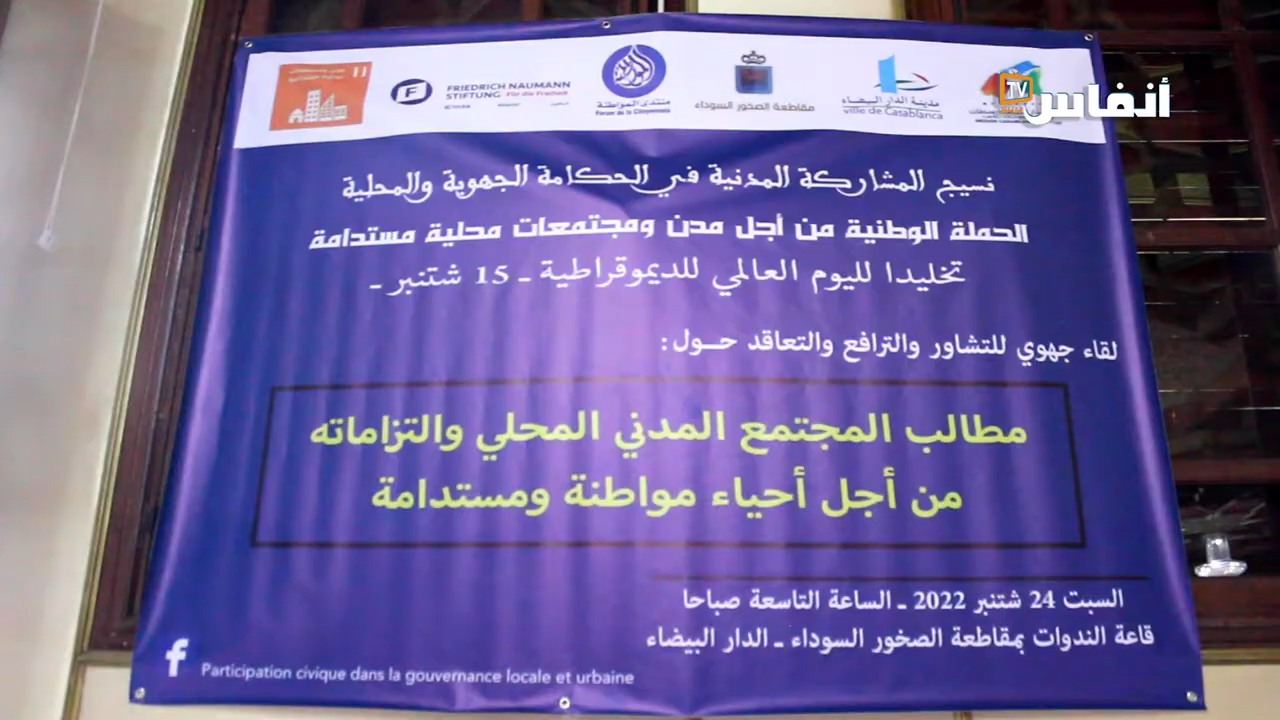 11
FRIEDRICH NAUMANN
STIFTUNG Für die Freiheit
منتدى المواطنة
Forum de la Citoyenneté
مقاطعة الصخور السوداء
مدينة الدار البيضاء
ville de Casablanca
TV أنفاس
نسيج المشاركة المدنية في الحكامة الجهوية والمحلية
الحملة الوطنية من أجل مدن ومجتمعات محلية مستدامة
تخليدا لليوم العالمي للديموقراطية ـ 15 شتنبر ـ
لقاء جهوي للتشاور والترافع والتعاقد حــول:
مطالب المجتمع المدني المحلي والتزاماته
من أجل أحياء مواطنة ومستدامة
السبت 24 شتنبر 2022 ـ الساعة التاسعة صباحا
قاعة الندوات بمقاطعة الصخور السوداء ـ الدار البيضاء
f Participation civique dans la gouvernance locale et urbaine